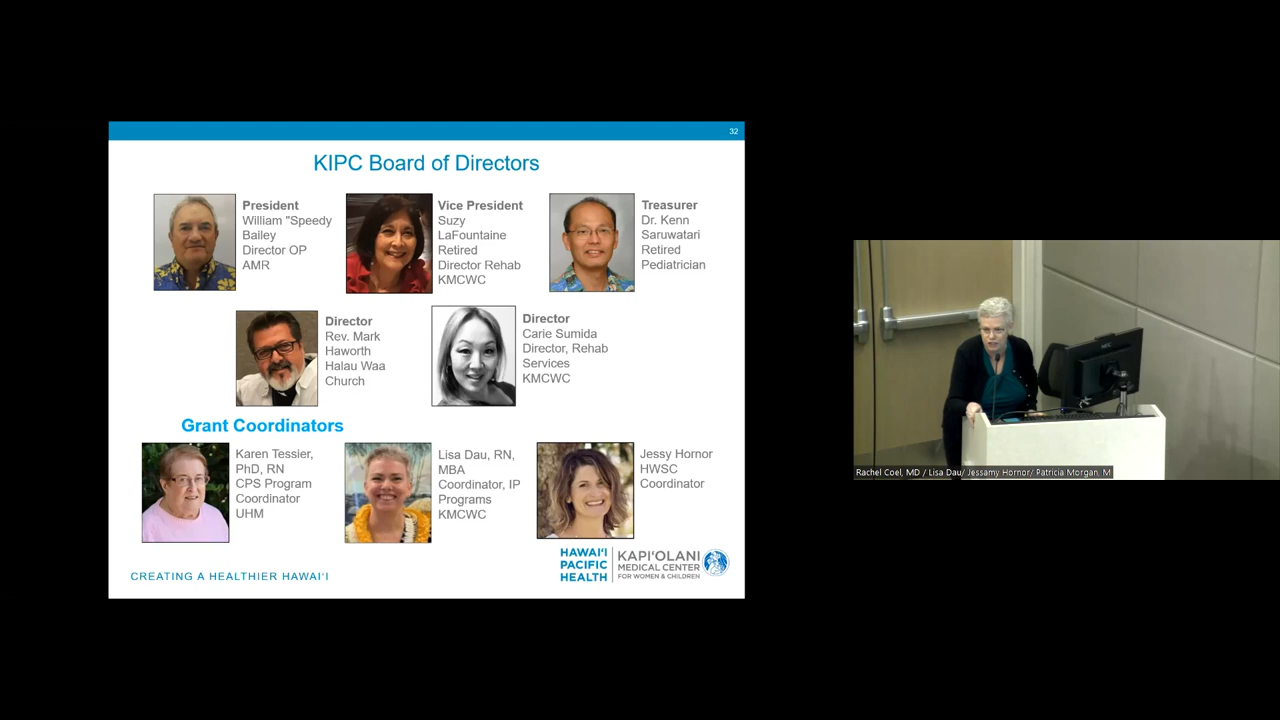 32
KIPC Board of Directors
President
William "Speedy
Bailey
Director OP
AMR
Vice President
Suzy
LaFountaine
Retired
Director Rehab
KMCWC
Treasurer
Dr. Kenn
Saruwatari
Retired
Pediatrician
Director
Rev. Mark
Haworth
Halau Waa
Church
Director
Carie Sumida
Director, Rehab
Services
KMCWC
Grant Coordinators
Karen Tessier,
PhD, RN
CPS Program
Coordinator
UHM
Lisa Dau, RN,
MBA
Coordinator, IP
Programs
KMCWC
Jessy Hornor
HWSC
Coordinator
CREATING A HEALTHIER HAWAIʻI
HAWAIʻI
PACIFIC
HEALTH
KAPIʻOLANI
MEDICAL CENTER
FOR WOMEN & CHILDREN
NEC
Rachel Coel, MD / Lisa Dau/ Jessamy Hornor/ Patricia Morgan, M